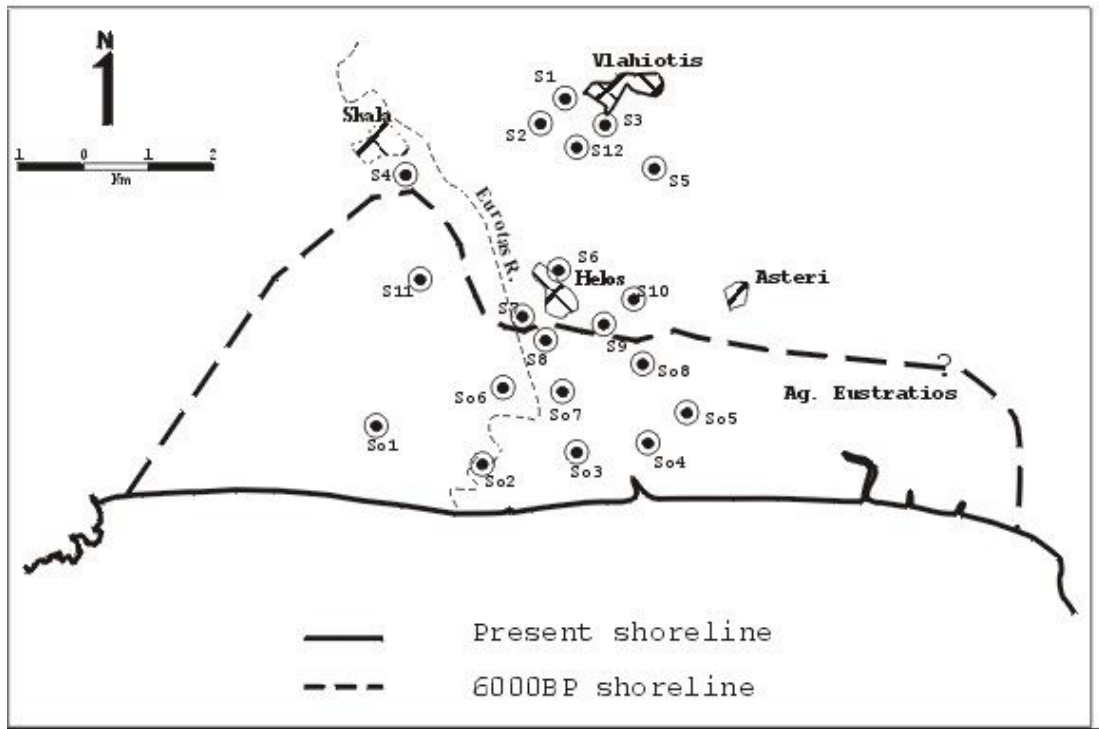 N
Vlahiotis
S1
S2
S3
S12
S5
Skala
S4
1 0 1 2
Km
Eurotas R.
S6
Helos
S10
Asteri
S11
S7
S8
S9
So8
?
Ag. Eustratios
So6
So7
So5
So1
So2
So3
So4
Present shoreline
6000BP shoreline